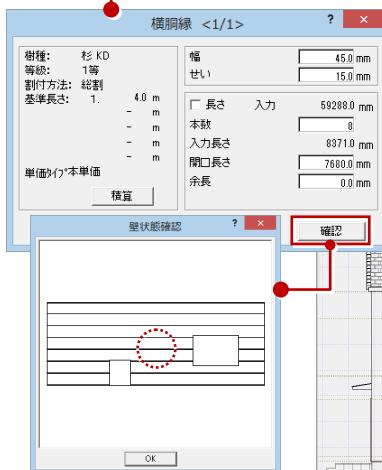 横胴縁 <1/1>
? ×
樹種: 杉 KD
等級: 1等
割付方法: 総割
基準長さ: 1. 4.0 m
- m
- m
- m
単価ﾀｲﾌﾟ 本単価
積算
幅 45.0 mm
せい 15.0 mm
長さ 入力 59288.0 mm
本数 8
入力長さ 8371.0 mm
開口長さ 7680.0 mm
余長 0.0 mm
確認
壁状態確認 ? ×
OK